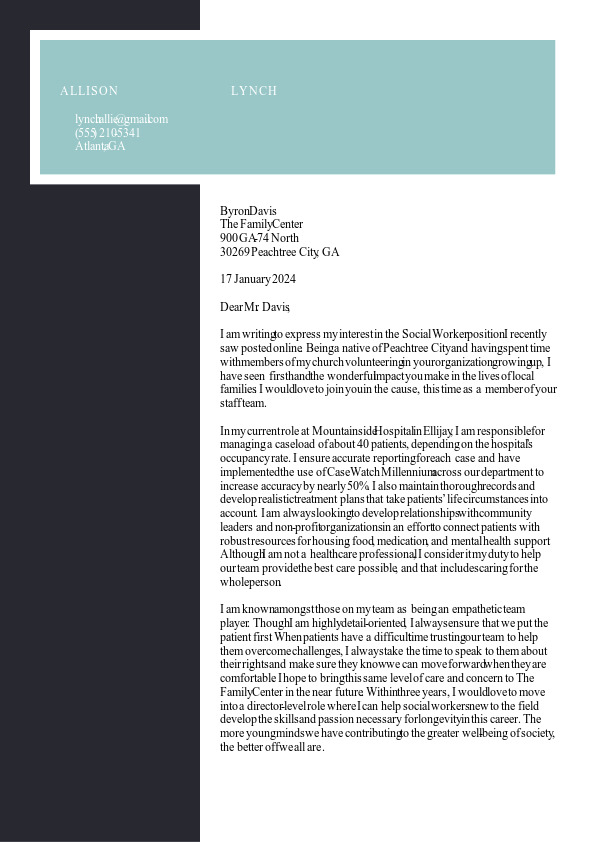 ALLISON LYNCH
lynch.allie@gmail.com
(555) 210-5341
Atlanta, GA
Byron Davis
The Family Center
900 GA-74 North
30269 Peachtree City, GA
17 January 2024
Dear Mr. Davis,
I am writing to express my interest in the Social Worker position I recently
saw posted online. Being a native of Peachtree City and having spent time
with members of my church volunteering in your organization growing up, I
have seen firsthand the wonderful impact you make in the lives of local
families. I would love to join you in the cause, this time as a member of your
staff team.
In my current role at Mountainside Hospital in Ellijay, I am responsible for
managing a caseload of about 40 patients, depending on the hospital's
occupancy rate. I ensure accurate reporting for each case and have
implemented the use of CaseWatch Millennium across our department to
increase accuracy by nearly 50%. I also maintain thorough records and
develop realistic treatment plans that take patients' life circumstances into
account. I am always looking to develop relationships with community
leaders and non-profit organizations in an effort to connect patients with
robust resources for housing, food, medication, and mental health support.
Although I am not a healthcare professional, I consider it my duty to help
our team provide the best care possible, and that includes caring for the
whole person.
I am known amongst those on my team as being an empathetic team
player. Though I am highly detail-oriented, I always ensure that we put the
patient first. When patients have a difficult time trusting our team to help
them overcome challenges, I always take the time to speak to them about
their rights and make sure they know we can move forward when they are
comfortable. I hope to bring this same level of care and concern to The
Family Center in the near future. Within three years, I would love to move
into a director-level role where I can help social workers new to the field
develop the skills and passion necessary for longevity in this career. The
more young minds we have contributing to the greater well-being of society,
the better off we all are.